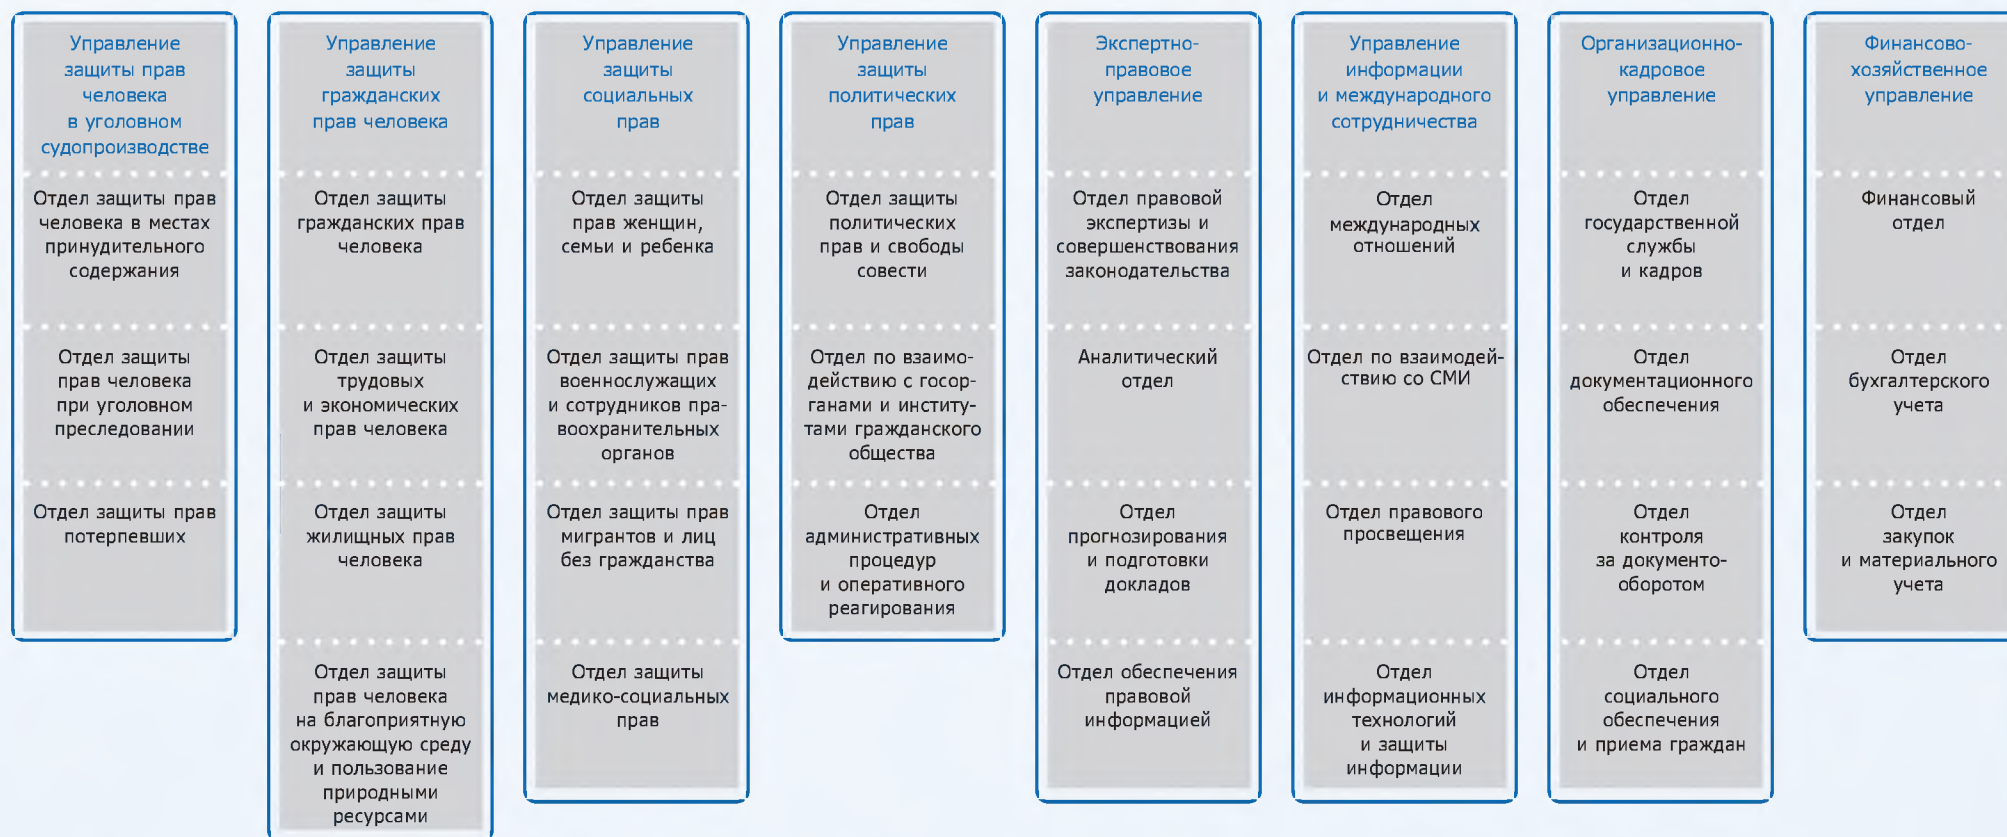 Управление
защиты прав
человека
в уголовном
судопроизводстве
Отдел защиты прав
человека в местах
принудительного
содержания
Отдел защиты
прав человека
при уголовном
преследовании
Отдел защиты прав
потерпевших
Управление
защиты
гражданских
прав человека
Отдел защиты
гражданских прав
человека
Отдел защиты
трудовых
и экономических
прав человека
Отдел защиты
жилищных прав
человека
Отдел защиты
прав человека
на благоприятную
окружающую среду
и пользование
природными
ресурсами
Управление
защиты
социальных
прав
Отдел защиты
прав женщин,
семьи и ребенка
Отдел защиты прав
военнослужащих
и сотрудников пра-
воохранительных
органов
Отдел защиты прав
мигрантов и лиц
без гражданства
Отдел защиты
медико-социальных
прав
Управление
защиты
политических
прав
Отдел защиты
политических
прав и свободы
совести
Отдел по взаимо-
действию с госор-
ганами и институ-
тами гражданского
общества
Отдел
административных
процедур
и оперативного
реагирования
Экспертно-
правовое
управление
Отдел правовой
экспертизы и
совершенствования
законодательства
Аналитический
отдел
Отдел
прогнозирования
и подготовки
докладов
Отдел обеспечения
правовой
информацией
Управление
информации
и международного
сотрудничества
Отдел
международных
отношений
Отдел по взаимодей-
ствию со СМИ
Отдел правового
просвещения
Отдел
информационных
технологий
и защиты
информации
Организационно-
кадровое
управление
Отдел
государственной
службы
и кадров
Отдел
документационного
обеспечения
Отдел
контроля
за документо-
оборотом
Отдел
социального
обеспечения
и приема граждан
Финансово-
хозяйственное
управление
Финансовый
отдел
Отдел
бухгалтерского
учета
Отдел
закупок
и материального
учета